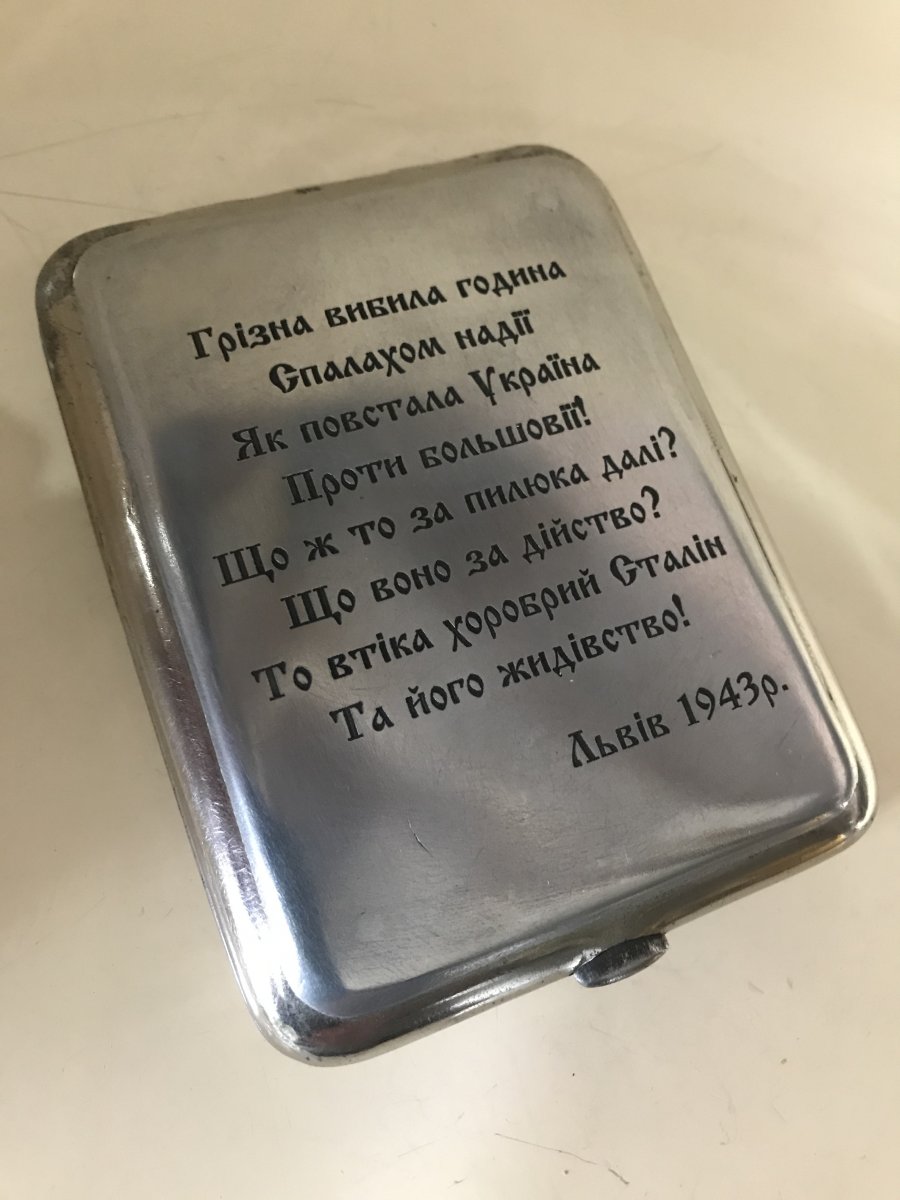 Грізна вибила година
Спалахом надії
Як повстала Україна
Проти большовії!
Що ж то за пилюка далі?
Що воно за дійство?
То втіка хоробрий Сталін
Та його жидівство!
Львів 1943р.